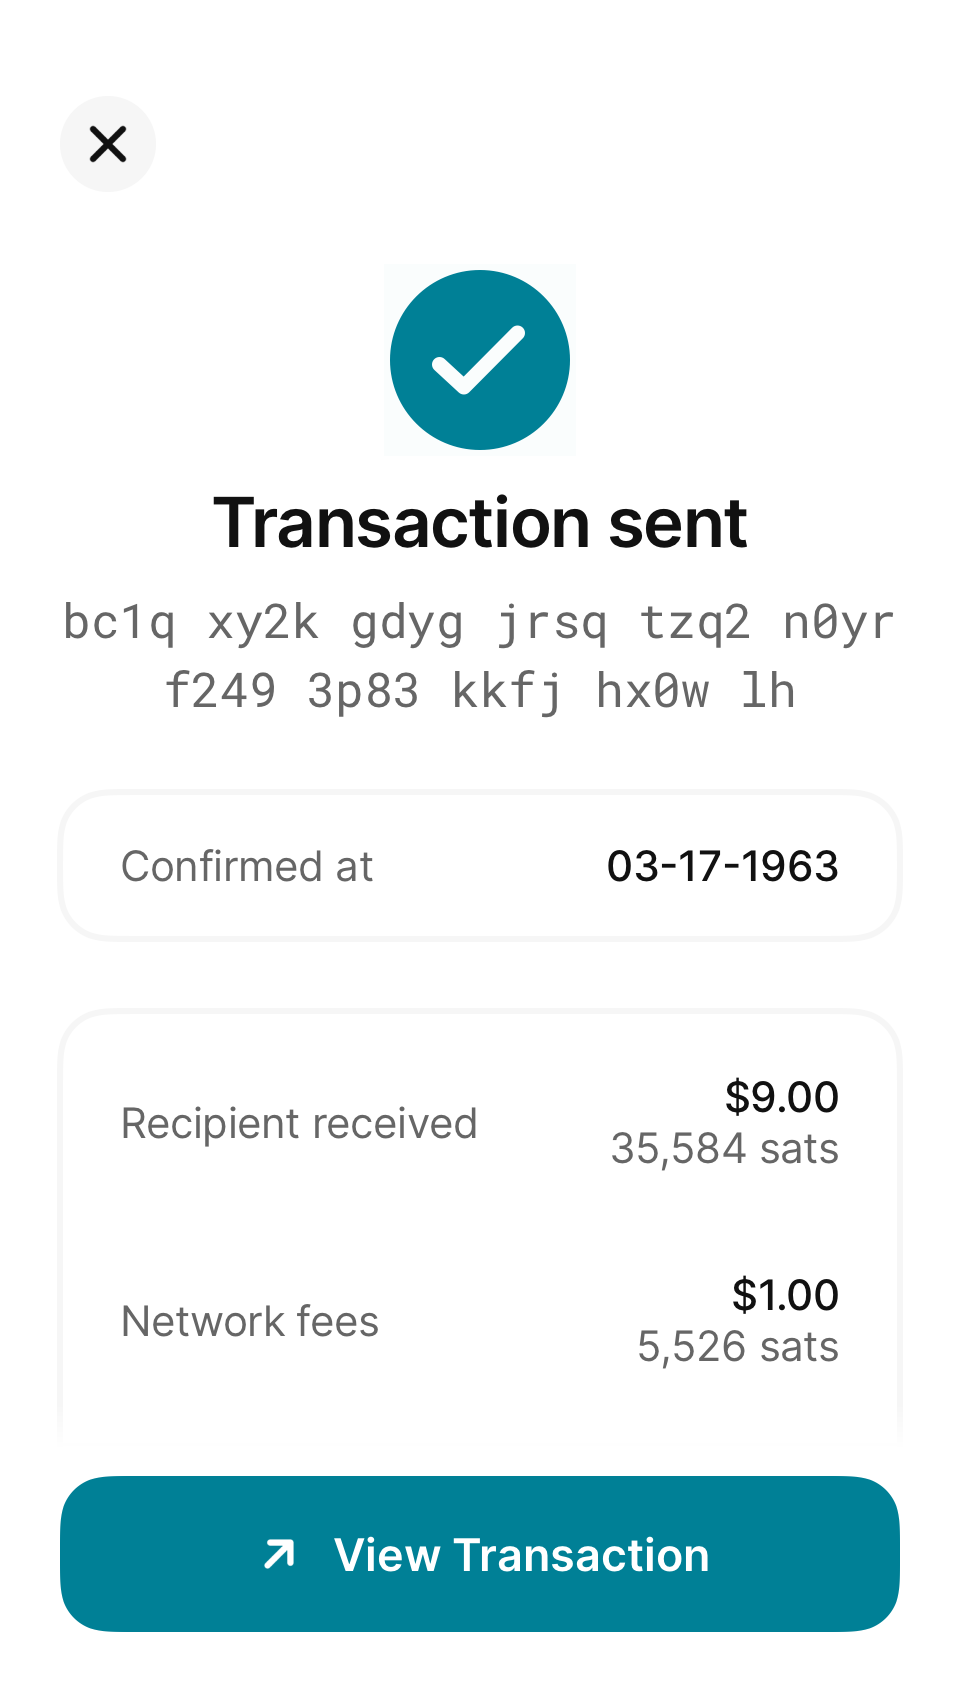 Transaction sent
bc1q xy2k gdyg jrsq tzq2 n0yr
f249 3p83 kkfj hx0w lh
Confirmed at 03-17-1963
Recipient received $9.00
35,584 sats
Network fees $1.00
5,526 sats
View Transaction